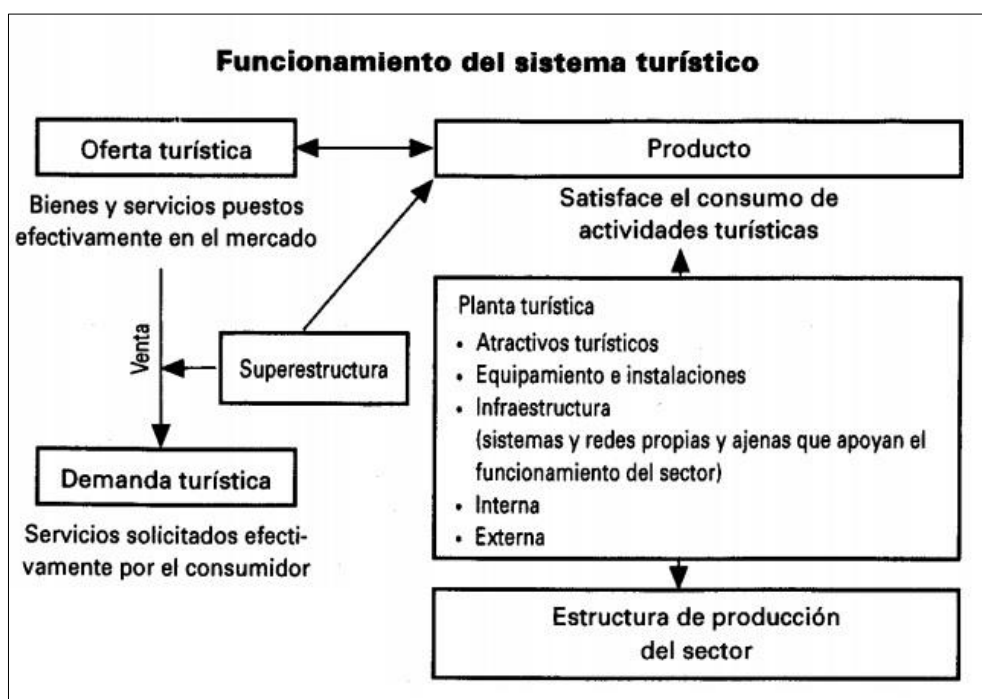 Funcionamiento del sistema turístico
Oferta turística
Producto
Bienes y servicios puestos
efectivamente en el mercado
Satisface el consumo de
actividades turísticas
Venta
Superestructura
Planta turística
• Atractivos turísticos
• Equipamiento e instalaciones
• Infraestructura
(sistemas y redes propias y ajenas que apoyan el
funcionamiento del sector)
• Interna
• Externa
Demanda turística
Servicios solicitados efecti-
vamente por el consumidor
Estructura de producción
del sector